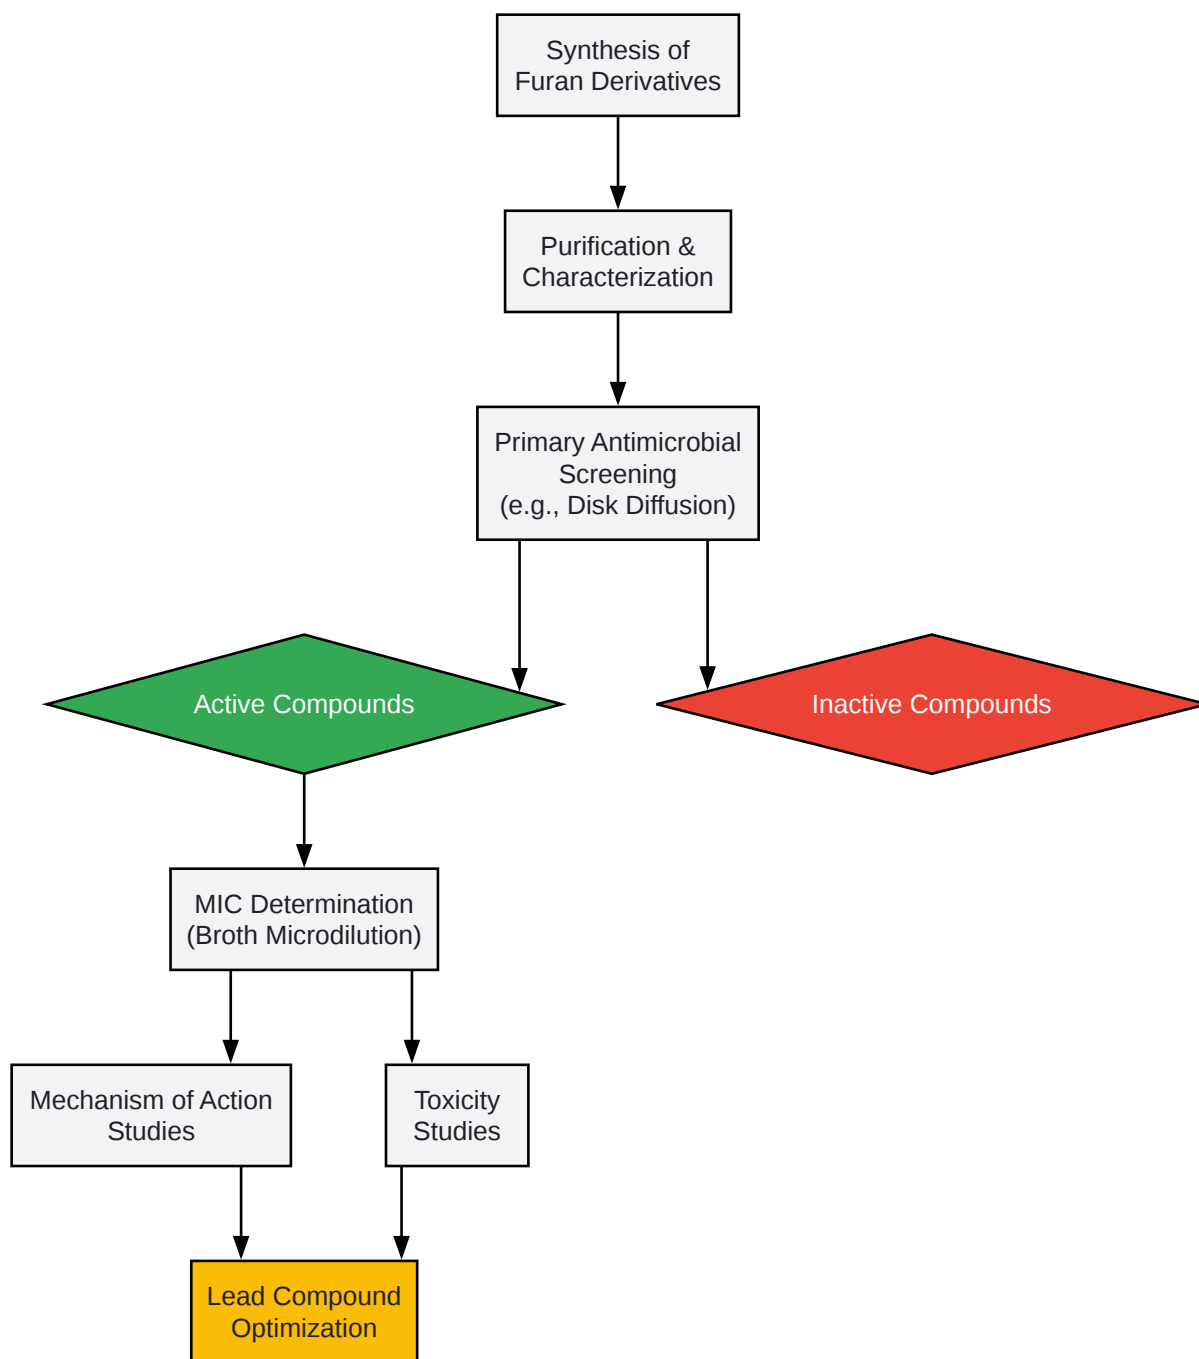 Synthesis of
Furan Derivatives
Purification &
Characterization
Primary Antimicrobial
Screening
(e.g., Disk Diffusion)
Active Compounds
Inactive Compounds
MIC Determination
(Broth Microdilution)
Mechanism of Action
Studies
Toxicity
Studies
Lead Compound
Optimization